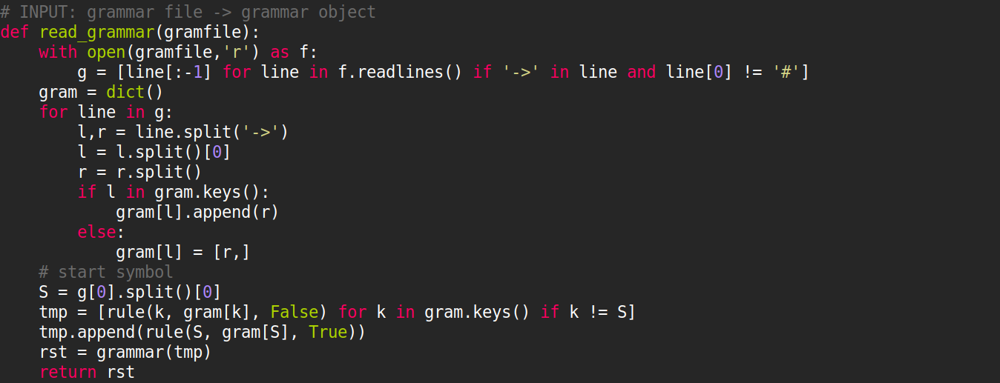 # INPUT: grammar file -> grammar object
def read_grammar(gramfile):
    with open(gramfile,'r') as f:
        g = [line[:-1] for line in f.readlines() if '->' in line and line[0] != '#']
    gram = dict()
    for line in g:
        l,r = line.split('->')
        l = l.split()[0]
        r = r.split()
        if l in gram.keys():
            gram[l].append(r)
        else:
            gram[l] = [r,]
    # start symbol
    S = g[0].split()[0]
    tmp = [rule(k, gram[k], False) for k in gram.keys() if k != S]
    tmp.append(rule(S, gram[S], True))
    rst = grammar(tmp)
    return rst